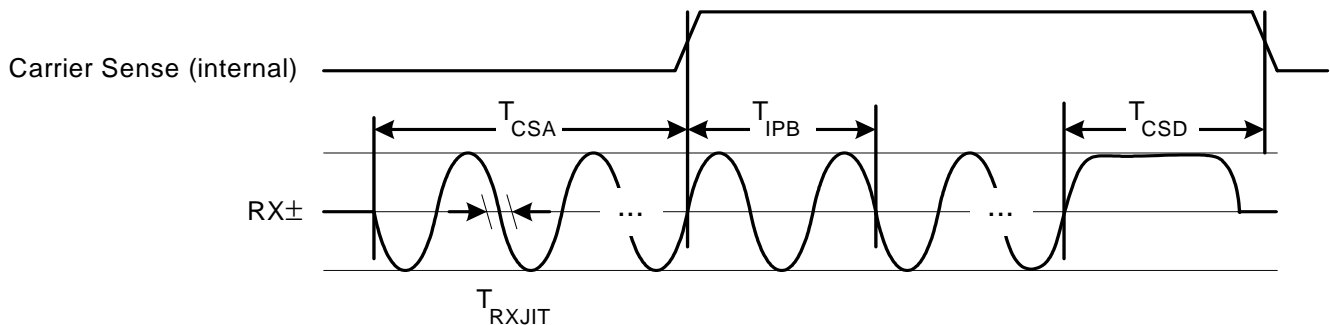 Carrier Sense (internal)
TCSA
TIPB
TCSD
RX±
...
...
TRXJIT